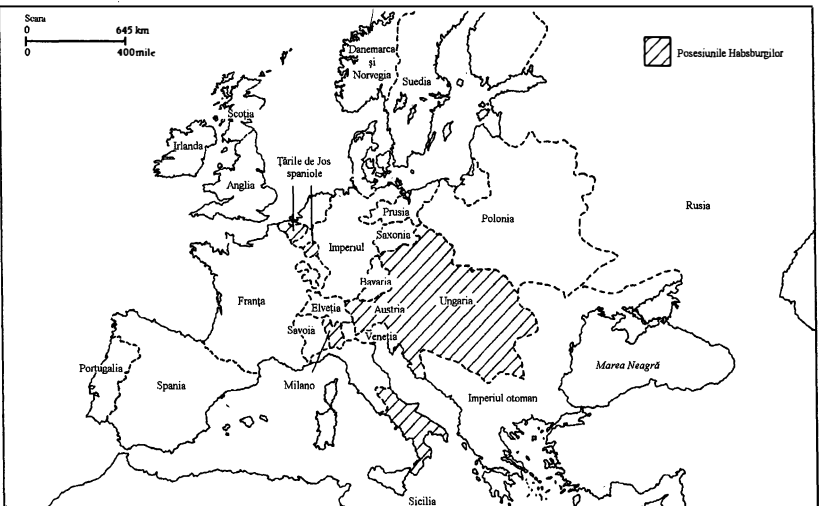 Scara
0 645 km
0 400 mile
Posesiunile Habsburgilor
Danemarca
și
Norvegia
Suedia
Scoția
Irlanda
Țările de Jos
spaniole
Anglia
Prusia
Polonia
Rusia
Saxonia
Imperiul
Bavaria
Franța
Elveția
Austria
Ungaria
Savoia
Veneția
Marea Neagră
Portugalia
Spania
Milano
Imperiul otoman
Sicilia